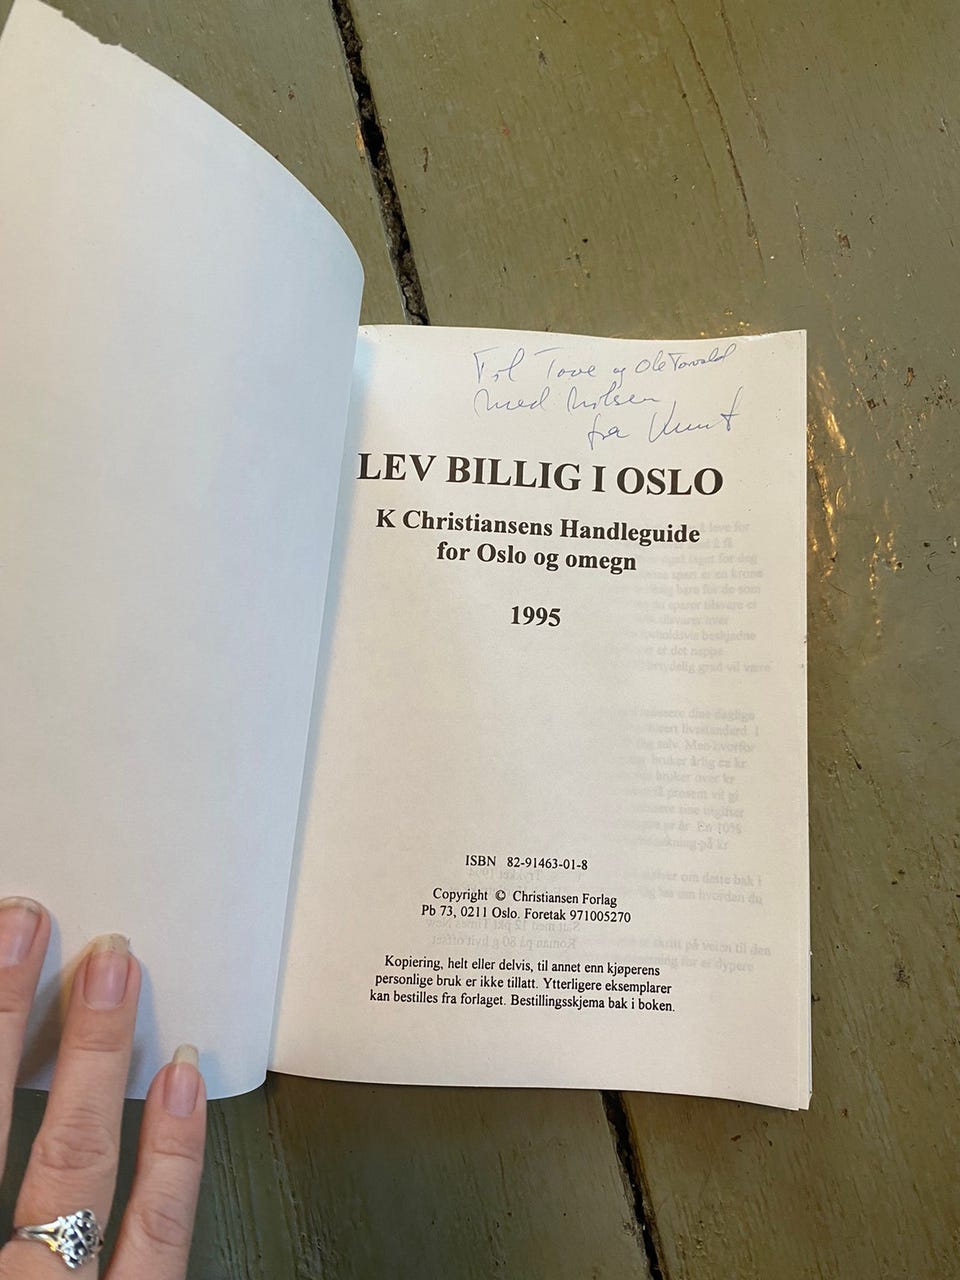 Til Tove og Ole Torvald
med hilsen
fra Knut
LEV BILLIG I OSLO
K Christiansens Handleguide
for Oslo og omegn
1995
ISBN 82-91463-01-8
Copyright © Christiansen Forlag
Pb 73, 0211 Oslo. Foretak 971005270
Kopiering, helt eller delvis, til annet enn kjøperens
personlige bruk er ikke tillatt. Ytterligere eksemplarer
kan bestilles fra forlaget. Bestillingsskjema bak i boken.